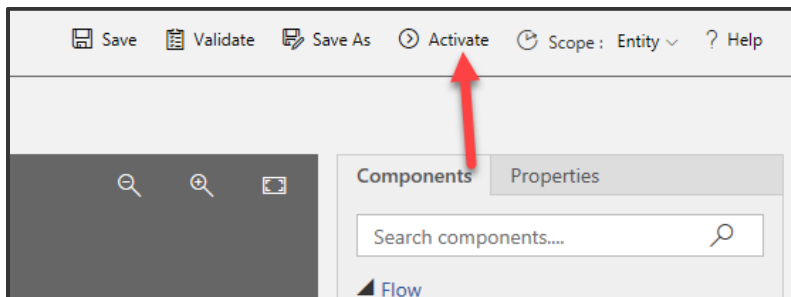 Save Validate Save As Activate Scope : Entity ? Help
Components Properties
Search components....
Flow